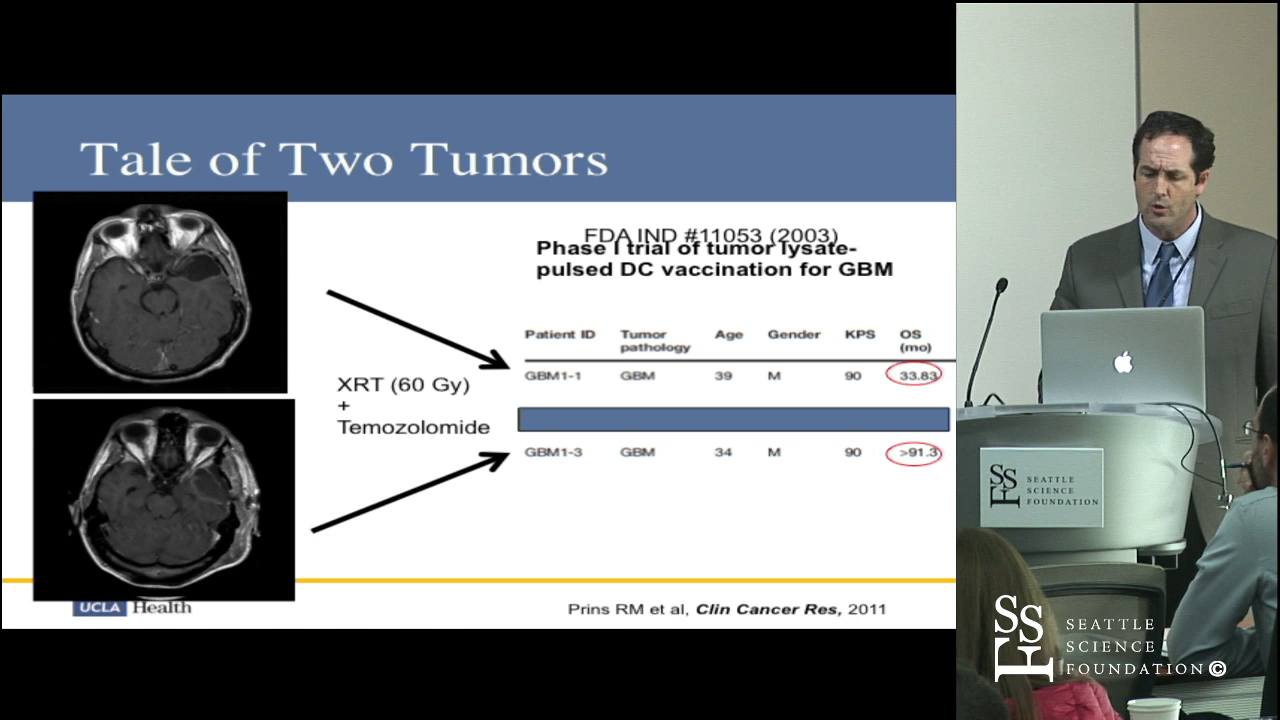 Tale of Two Tumors
FDA IND #11053 (2003)
Phase I trial of tumor lysate-
pulsed DC vaccination for GBM
Patient ID Tumor pathology Age Gender KPS OS (mo)
GBM1-1 GBM 39 M 90 33.83
XRT (60 Gy)
+
Temozolomide
GBM1-3 GBM 34 M 90 >91.3
UCLA Health
Prins RM et al, Clin Cancer Res, 2011
SSF SEATTLE
SCIENCE
FOUNDATION
SSF SEATTLE
SCIENCE
FOUNDATION©